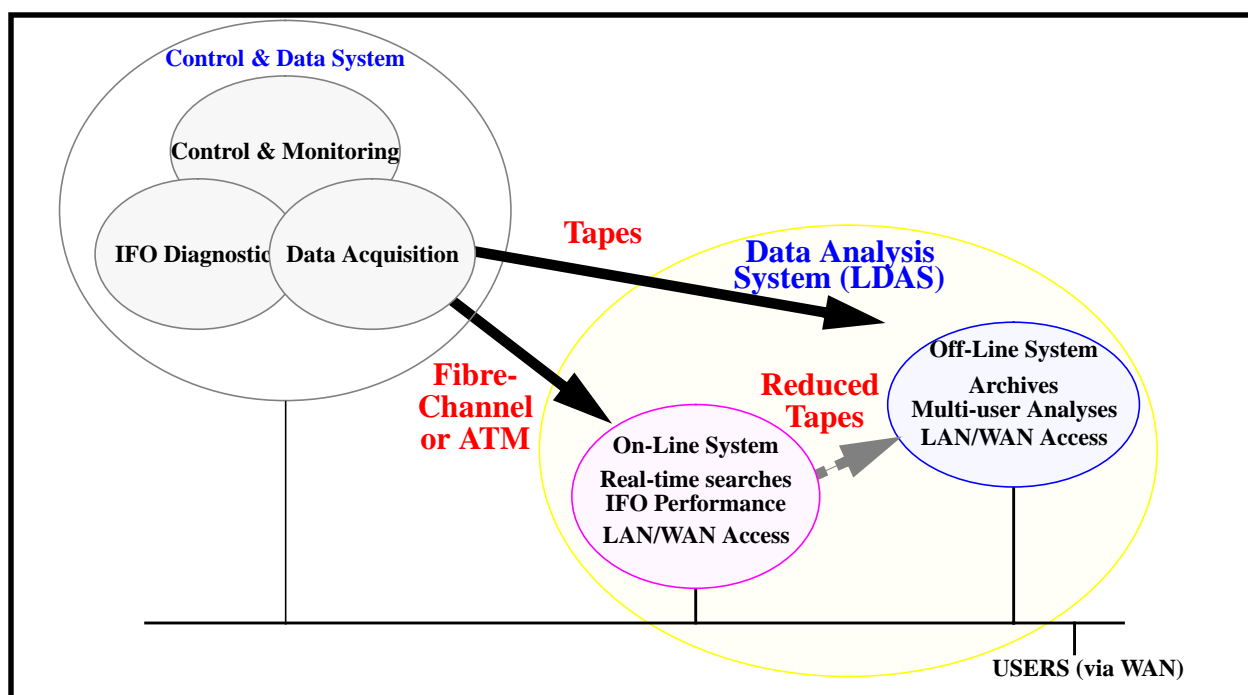 Control & Data System
Control & Monitoring
IFO Diagnostic
Data Acquisition
Tapes
Data Analysis
System (LDAS)
Fibre-
Channel
or ATM
Reduced
Tapes
Off-Line System
Archives
Multi-user Analyses
LAN/WAN Access
On-Line System
Real-time searches
IFO Performance
LAN/WAN Access
USERS (via WAN)